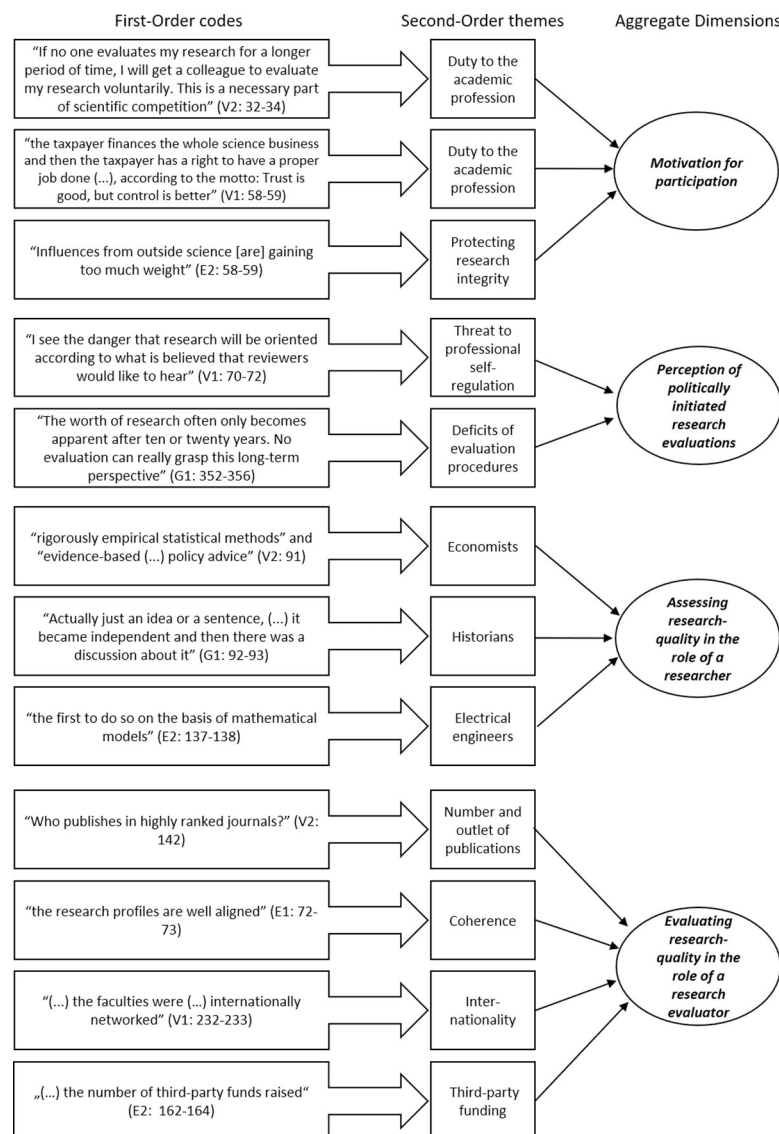 First-Order codes
Second-Order themes
Aggregate Dimensions
“If no one evaluates my research for a longer
period of time, I will get a colleague to evaluate
my research voluntarily. This is a necessary part
of scientific competition” (V2: 32-34)
Duty to the
academic
profession
“the taxpayer finances the whole science business
and then the taxpayer has a right to have a proper
job done (...), according to the motto: Trust is
good, but control is better” (V1: 58-59)
Duty to the
academic
profession
Motivation for
participation
“Influences from outside science [are] gaining
too much weight” (E2: 58-59)
Protecting
research
integrity
“I see the danger that research will be oriented
according to what is believed that reviewers
would like to hear” (V1: 70-72)
Threat to
professional
self-
regulation
Perception of
politically
initiated
research
evaluations
“The worth of research often only becomes
apparent after ten or twenty years. No
evaluation can really grasp this long-term
perspective” (G1: 352-356)
Deficits of
evaluation
procedures
“rigorously empirical statistical methods” and
“evidence-based (...) policy advice” (V2: 91)
Economists
“Actually just an idea or a sentence, (...) it
became independent and then there was a
discussion about it” (G1: 92-93)
Historians
Assessing
research-
quality in the
role of a
researcher
“the first to do so on the basis of mathematical
models” (E2: 137-138)
Electrical
engineers
“Who publishes in highly ranked journals?” (V2:
142)
Number and
outlet of
publications
“the research profiles are well aligned” (E1: 72-
73)
Coherence
Evaluating
research-
quality in the
role of a
research
evaluator
“(...) the faculties were (...) internationally
networked” (V1: 232-233)
Inter-
nationality
„(...) the number of third-party funds raised“
(E2: 162-164)
Third-party
funding